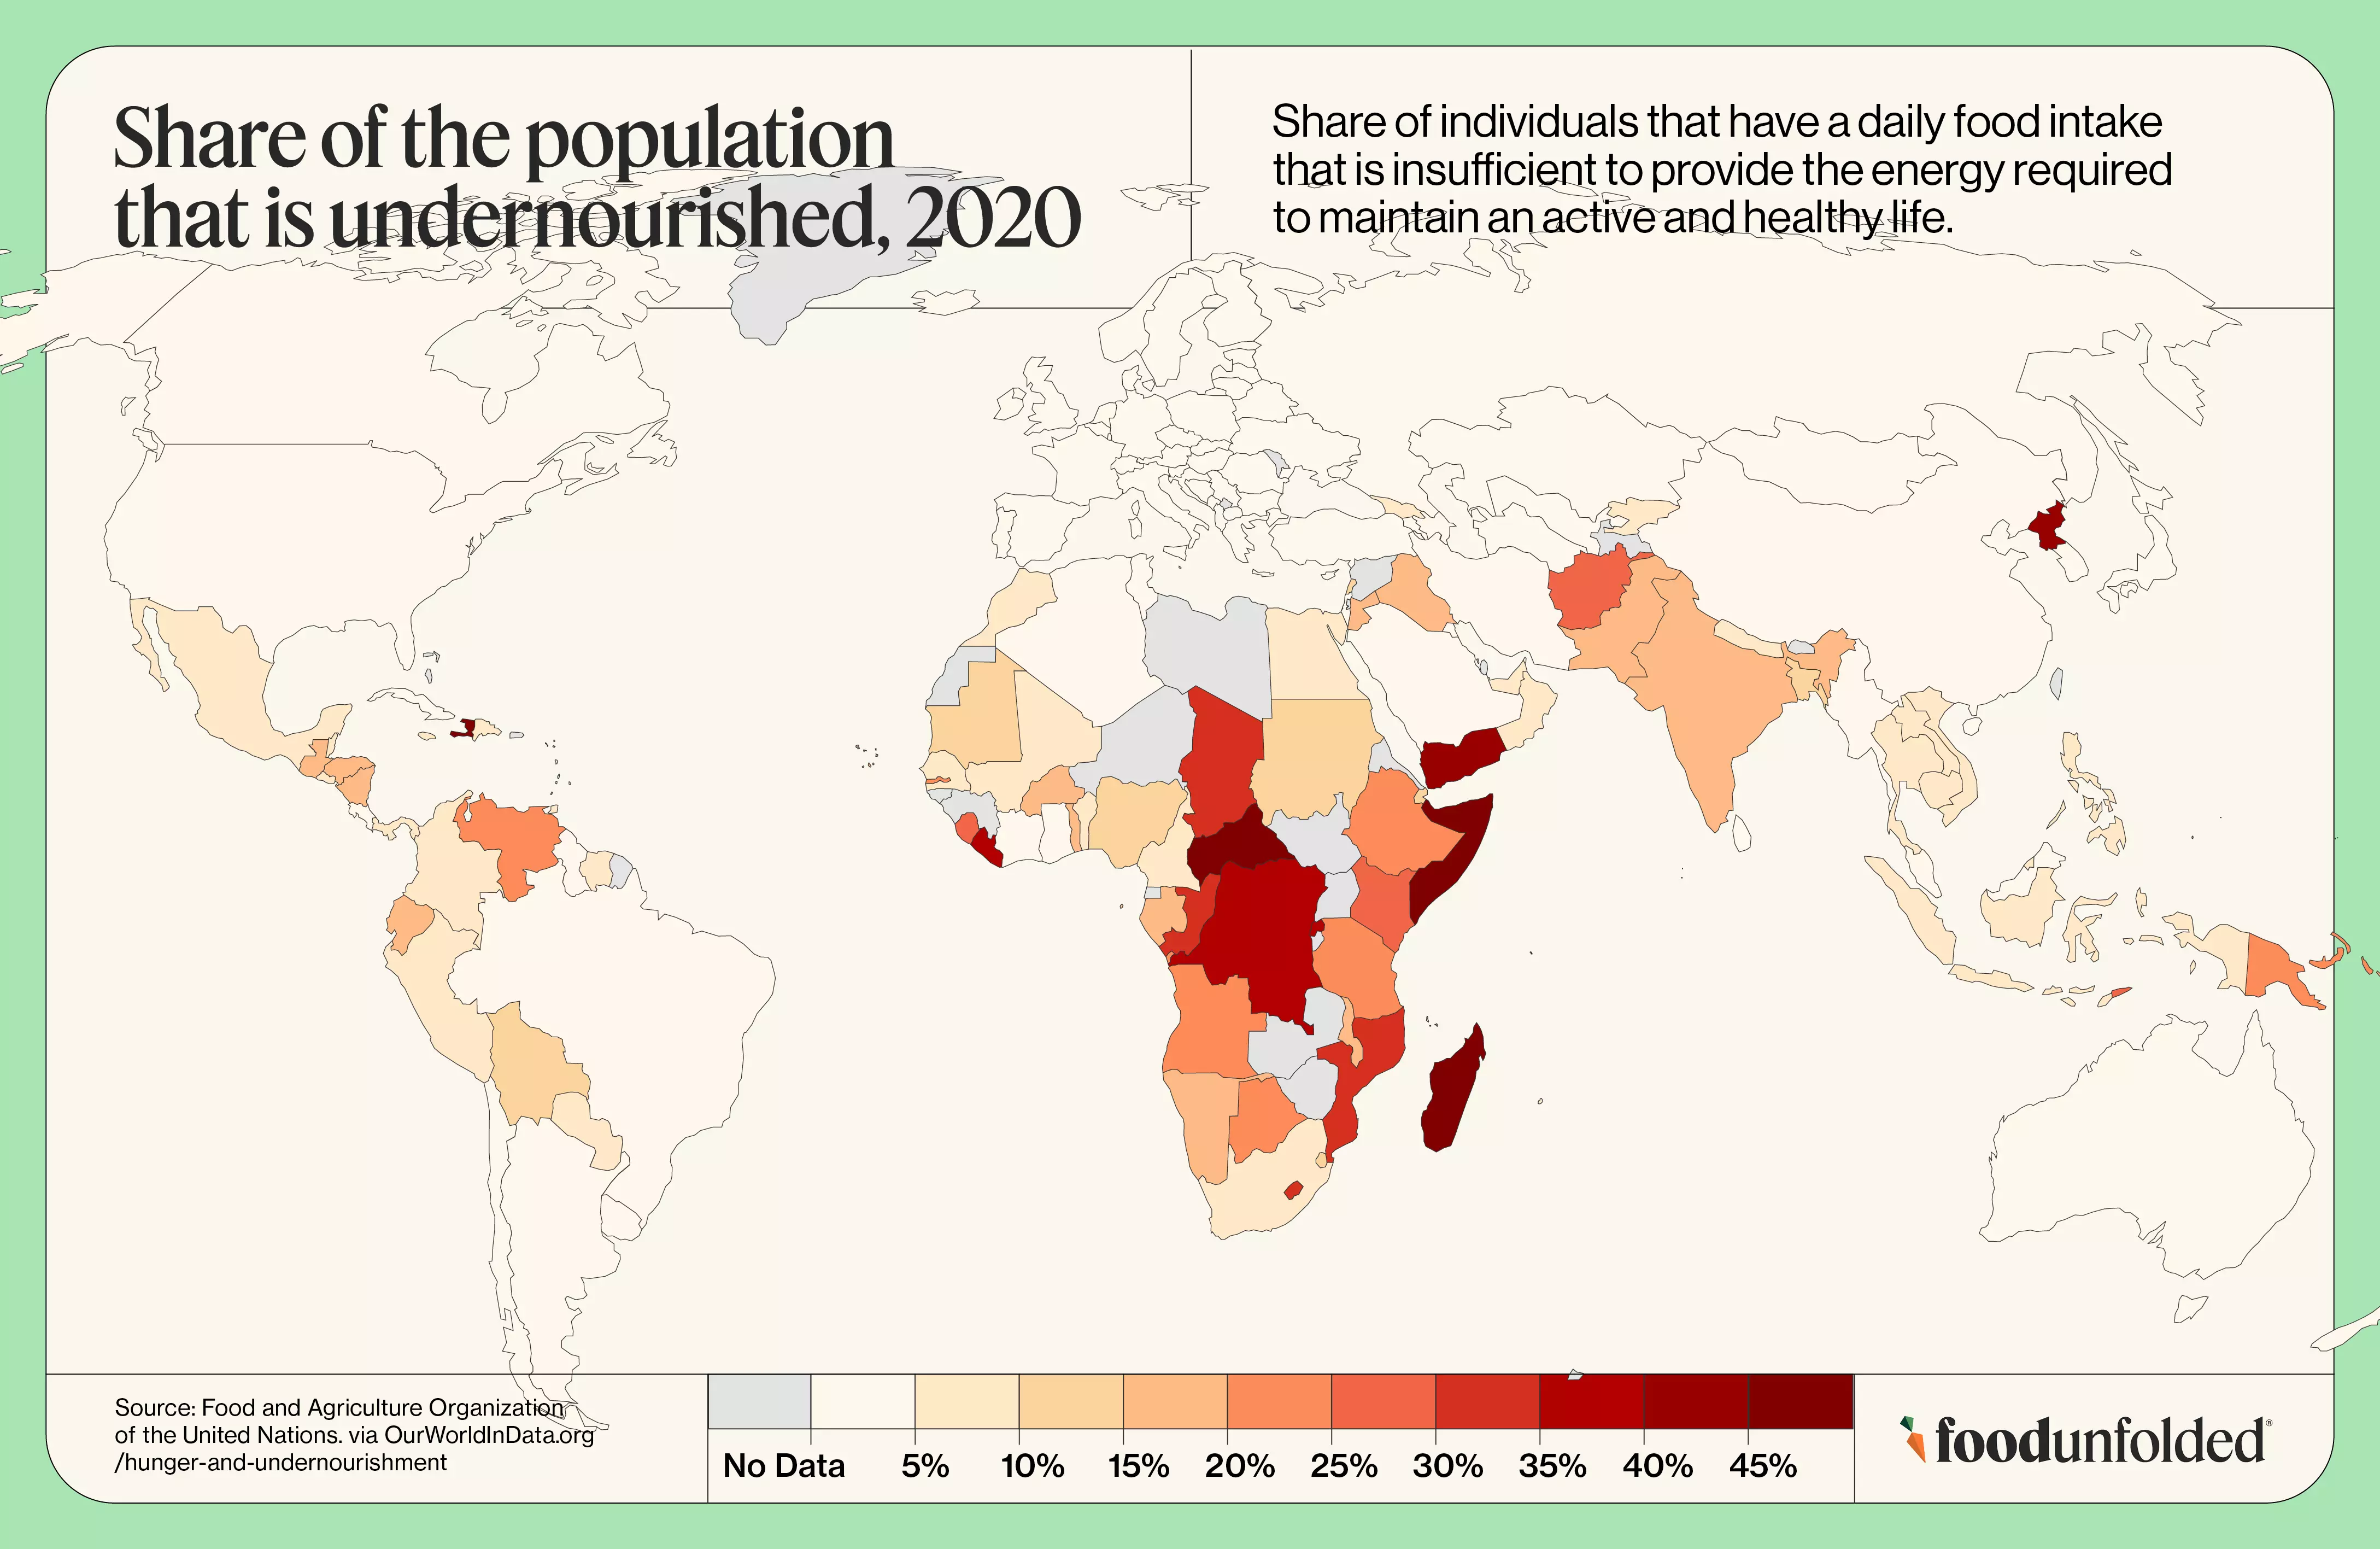 Share of the population
that is undernourished, 2020
Share of individuals that have a daily food intake
that is insufficient to provide the energy required
to maintain an active and healthy life.
Source: Food and Agriculture Organization
of the United Nations. via OurWorldInData.org
/hunger-and-undernourishment
No Data 5% 10% 15% 20% 25% 30% 35% 40% 45%
foodunfolded®